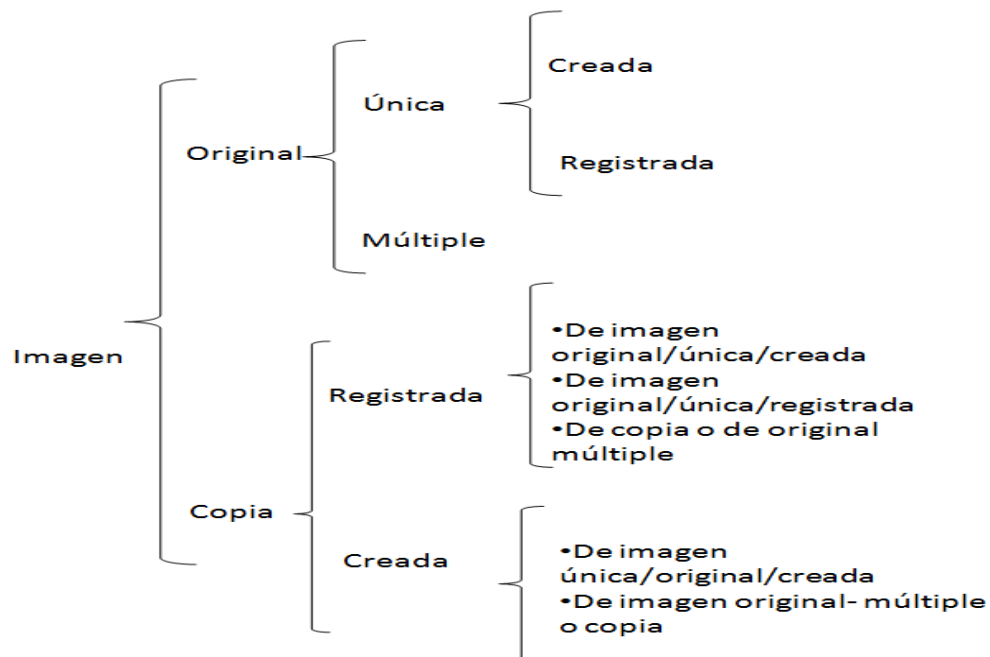 Imagen
Original
Única
Creada
Registrada
Múltiple
Copia
Registrada
•De imagen
original/única/creada
•De imagen
original/única/registrada
•De copia o de original
múltiple
Creada
•De imagen
única/original/creada
•De imagen original- múltiple
o copia